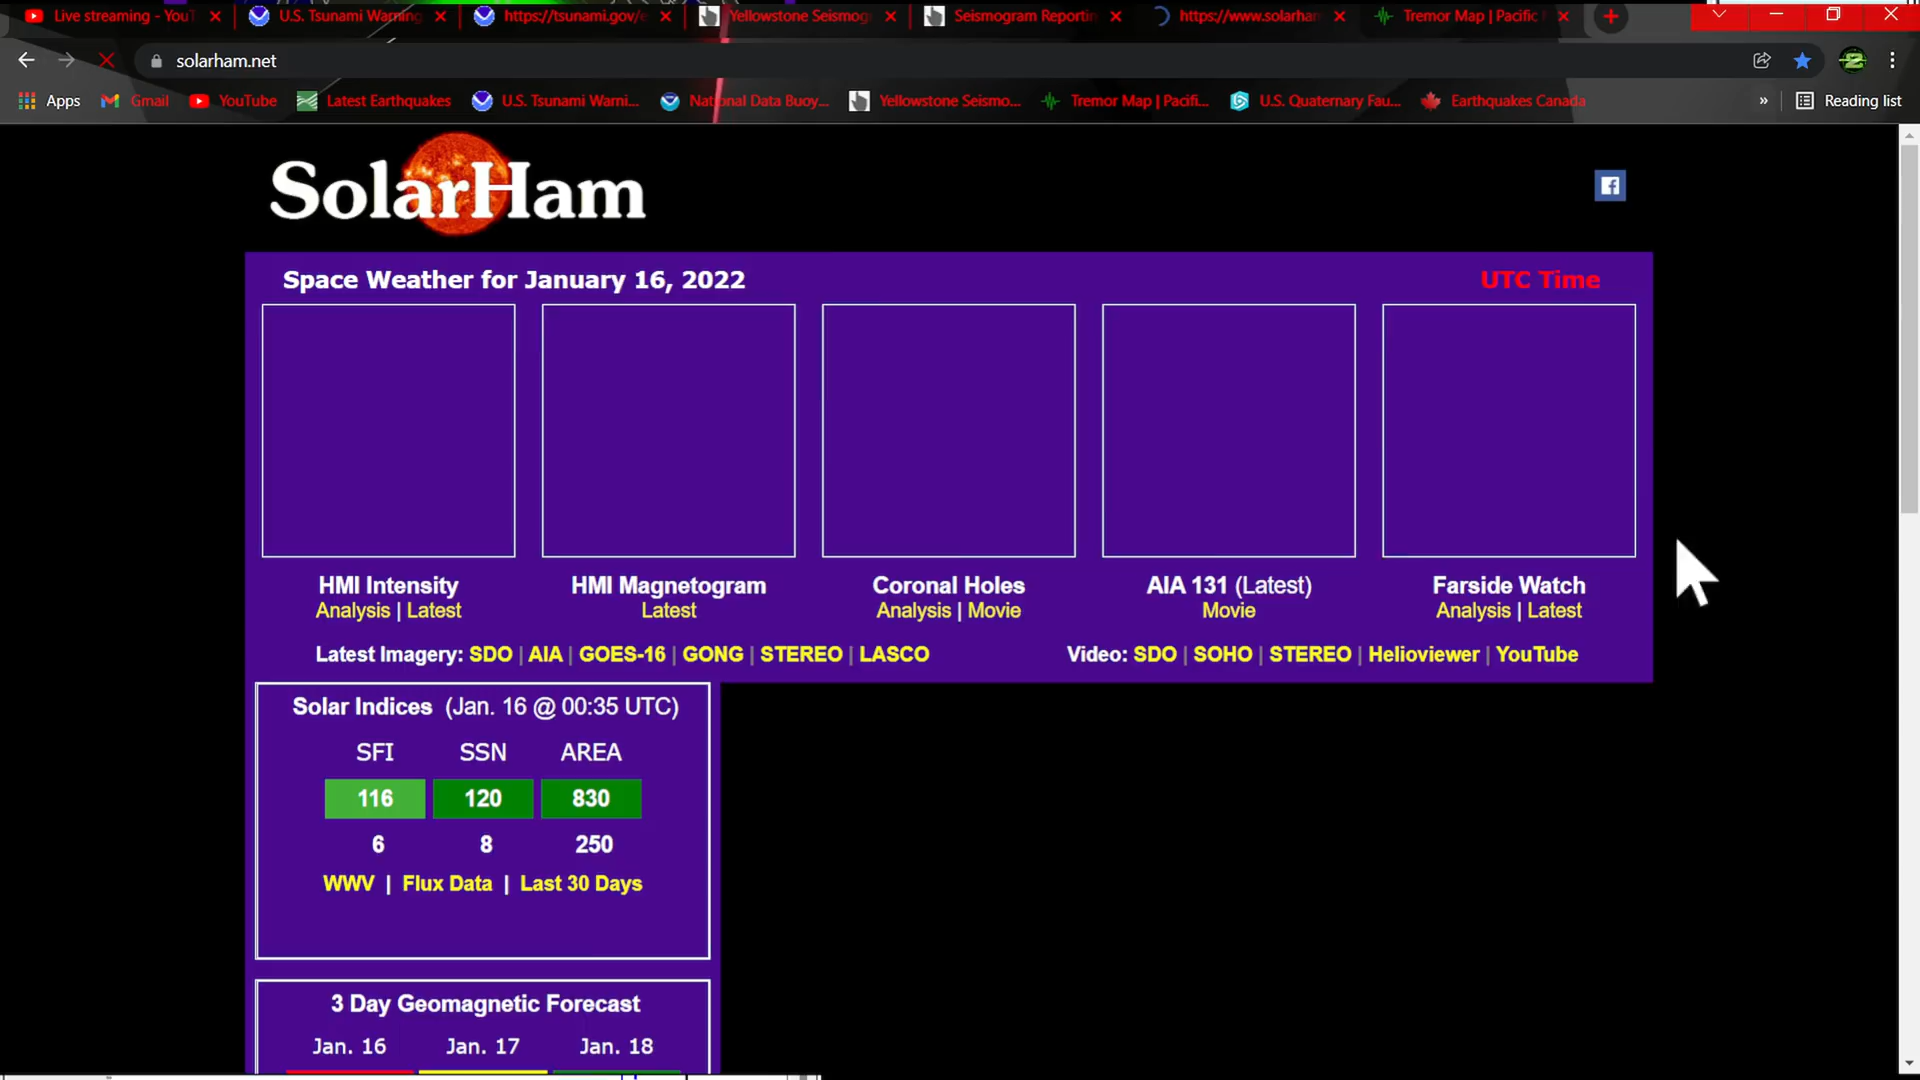 Live streaming - YouT
U.S. Tsunami Warning
https://tsunami.gov/e
Yellowstone Seismog
Seismogram Reportin
https://www.solarham
Tremor Map | Pacific
solarham.net
Apps
Gmail
YouTube
Latest Earthquakes
U.S. Tsunami Warni...
National Data Buoy...
Yellowstone Seismo...
Tremor Map | Pacifi...
U.S. Quaternary Fau...
Earthquakes Canada
»
Reading list
SolarHam
Space Weather for January 16, 2022
UTC Time
HMI Intensity
Analysis | Latest
HMI Magnetogram
Latest
Coronal Holes
Analysis | Movie
AIA 131 (Latest)
Movie
Farside Watch
Analysis | Latest
Latest Imagery: SDO | AIA | GOES-16 | GONG | STEREO | LASCO
Video: SDO | SOHO | STEREO | Helioviewer | YouTube
Solar Indices (Jan. 16 @ 00:35 UTC)
SFI SSN AREA
116 120 830
6 8 250
WWV | Flux Data | Last 30 Days
3 Day Geomagnetic Forecast
Jan. 16 Jan. 17 Jan. 18